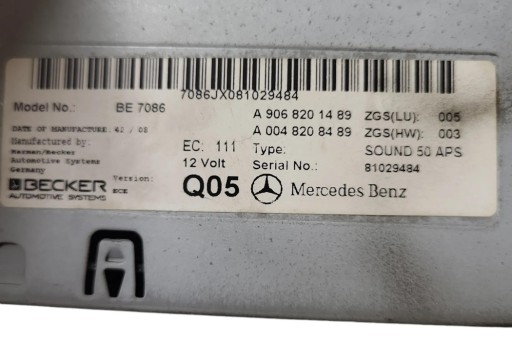 7086JX081029484
Model No.: BE 7086
A 906 820 14 89 ZGS(LU): 005
DATE OF MANUFACTURE: 42 / 08
A 004 820 84 89 ZGS(HW): 003
Manufactured by:
EC: 111 Type: SOUND 50 APS
Harman/Becker
Automotive Systems
Germany
12 Volt Serial No.: 81029484
BECKER
AUTOMOTIVE SYSTEMS
Version:
ECE
Q05 Mercedes Benz